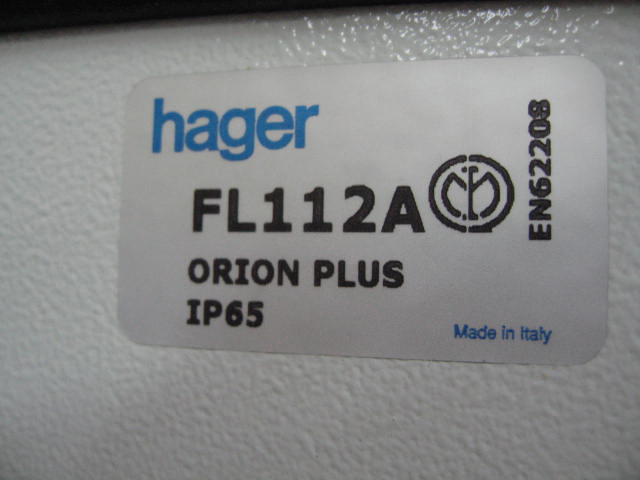 hager
FL112A
EN62208
ORION PLUS
IP65
Made in Italy